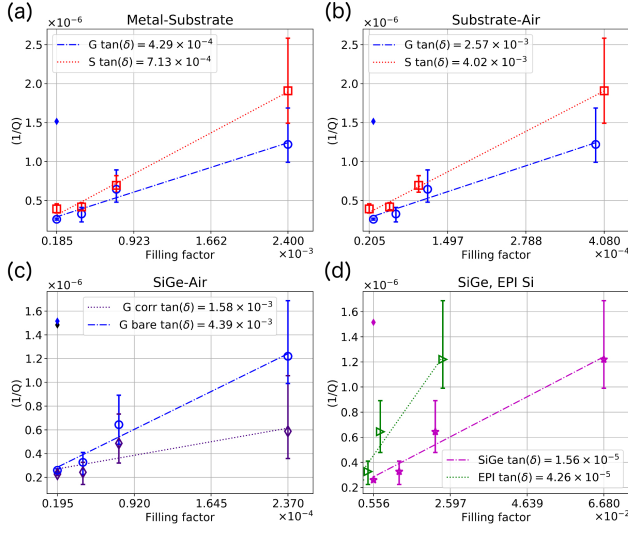 (a)
Metal-Substrate
×10⁻⁶
2.5
2.0
1.5
1.0
0.5
(1/Q)
G tan(δ) = 4.29 × 10⁻⁴
S tan(δ) = 7.13 × 10⁻⁴
0.185 0.923 1.662 2.400
×10⁻³
Filling factor
(b)
Substrate-Air
×10⁻⁶
2.5
2.0
1.5
1.0
0.5
(1/Q)
G tan(δ) = 2.57 × 10⁻³
S tan(δ) = 4.02 × 10⁻³
0.205 1.497 2.788 4.080
×10⁻⁴
Filling factor
(c)
SiGe-Air
×10⁻⁶
1.6
1.4
1.2
1.0
0.8
0.6
0.4
0.2
(1/Q)
G corr tan(δ) = 1.58 × 10⁻³
G bare tan(δ) = 4.39 × 10⁻³
0.195 0.920 1.645 2.370
×10⁻⁴
Filling factor
(d)
SiGe, EPI Si
×10⁻⁶
1.6
1.4
1.2
1.0
0.8
0.6
0.4
0.2
(1/Q)
SiGe tan(δ) = 1.56 × 10⁻⁵
EPI tan(δ) = 4.26 × 10⁻⁵
0.556 2.597 4.639 6.680
×10⁻²
Filling factor